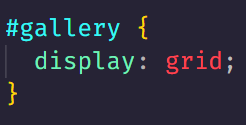 #gallery {
  display: grid;
}